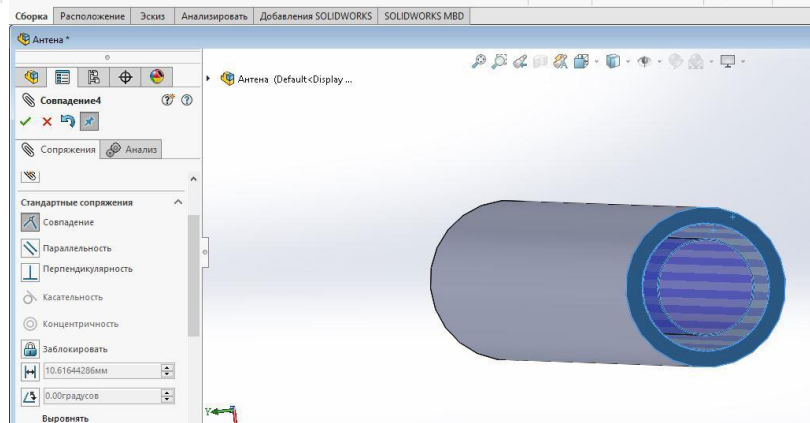 Сборка Расположение Эскиз Анализировать Добавления SOLIDWORKS SOLIDWORKS MBD
Антена *
Антена (Default<Display ...
Совпадение4
Сопряжения Анализ
Стандартные сопряжения
Совпадение
Параллельность
Перпендикулярность
Касательность
Концентричность
Заблокировать
10.61644286мм
0.00градусов
Выровнять
Y